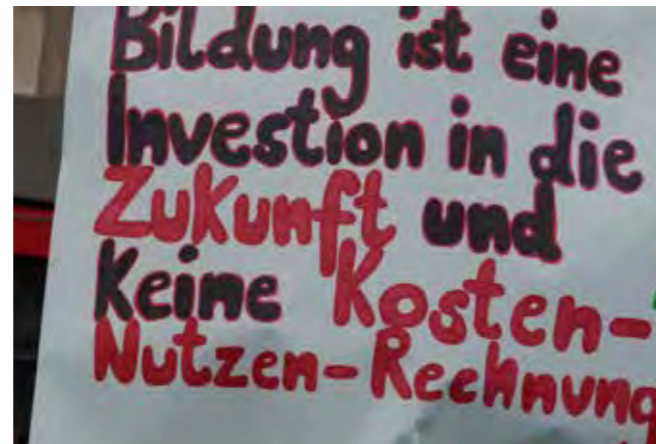 Bildung ist eine
Investion in die
Zukunft und
Keine Kosten-
Nutzen-Rechnung